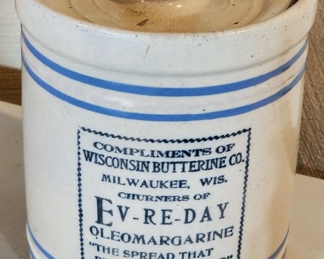 COMPLIMENTS OF
WISCONSIN BUTTERINE CO.
MILWAUKEE, WIS.
CHURNERS OF
EV-RE-DAY
OLEOMARGARINE
"THE SPREAD THAT